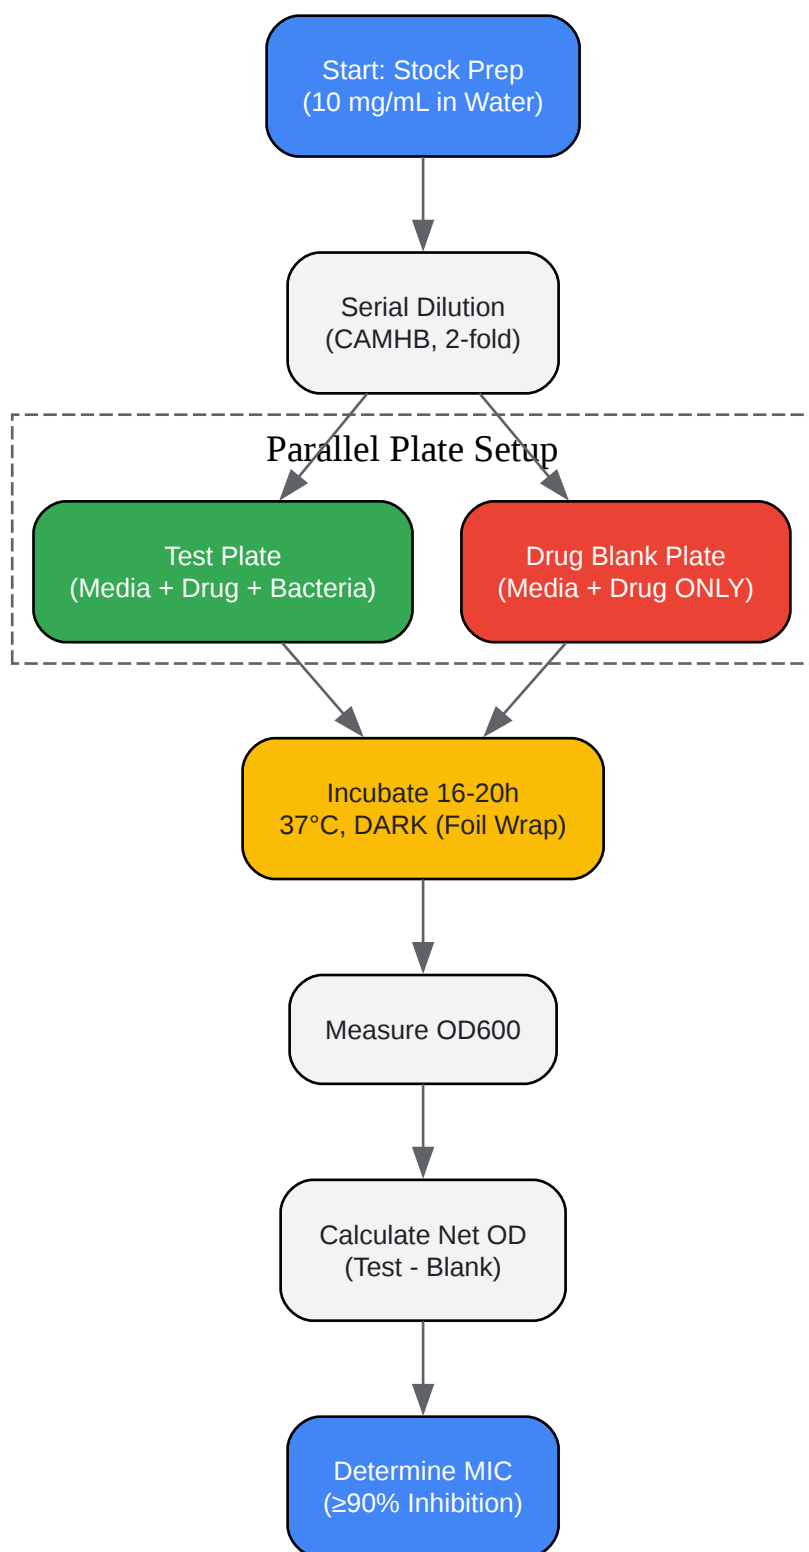 Start: Stock Prep
(10 mg/mL in Water)
Serial Dilution
(CAMHB, 2-fold)
Parallel Plate Setup
Test Plate
(Media + Drug + Bacteria)
Drug Blank Plate
(Media + Drug ONLY)
Incubate 16-20h
37°C, DARK (Foil Wrap)
Measure OD600
Calculate Net OD
(Test - Blank)
Determine MIC
(≥90% Inhibition)